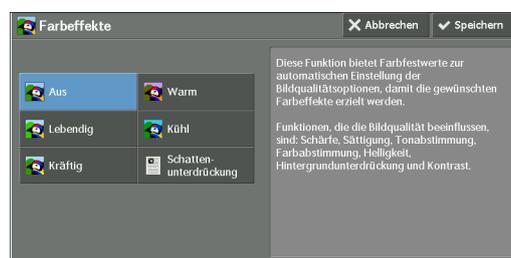 Farbeffekte
Abbrechen
Speichern
Aus
Warm
Lebendig
Kühl
Kräftig
Schatten-
unterdrückung
Diese Funktion bietet Farbfestwerte zur
automatischen Einstellung der
Bildqualitätsoptionen, damit die gewünschten
Farbeffekte erzielt werden.
Funktionen, die die Bildqualität beeinflussen,
sind: Schärfe, Sättigung, Tonabstimmung,
Farbabstimmung, Helligkeit,
Hintergrundunterdrückung und Kontrast.